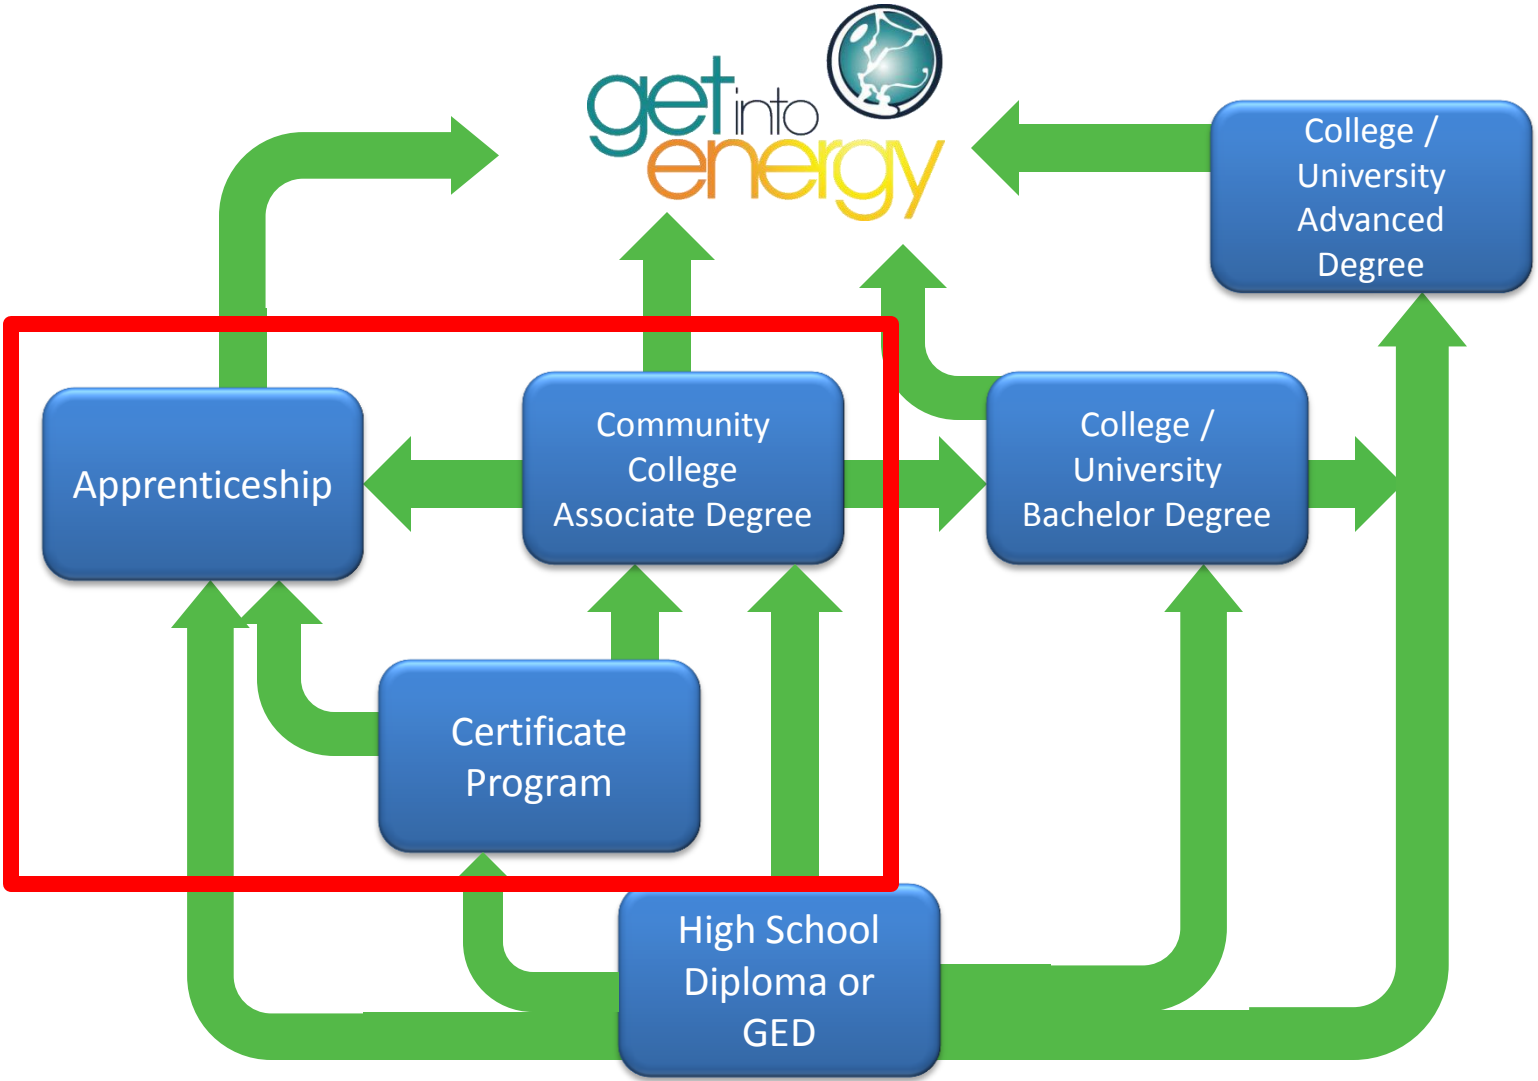 get into
energy
College /
University
Advanced
Degree
Apprenticeship
Community
College
Associate Degree
College /
University
Bachelor Degree
Certificate
Program
High School
Diploma or
GED